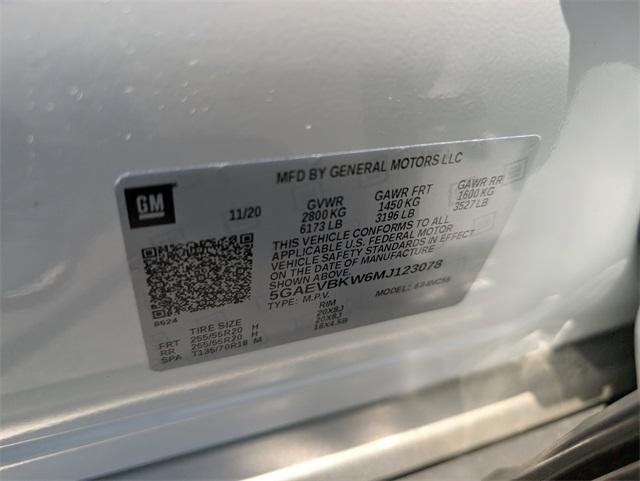 MFD BY GENERAL MOTORS LLC
GM
11/20
GVWR GAWR FRT GAWR RR
2800 KG 1450 KG 1600 KG
6173 LB 3196 LB 3527 LB
THIS VEHICLE CONFORMS TO ALL
APPLICABLE U.S. FEDERAL MOTOR
VEHICLE SAFETY STANDARDS IN EFFECT
ON THE DATE OF MANUFACTURE
SHOWN ABOVE.
5GAEVBKW6MJ123078
TYPE: M.P.V. MODEL:
8624
TIRE SIZE RIM
FRT 255/55R20 H 20X8J
RR 255/55R20 H 20X8J
SPA T135/70R18 M 18X4.5B